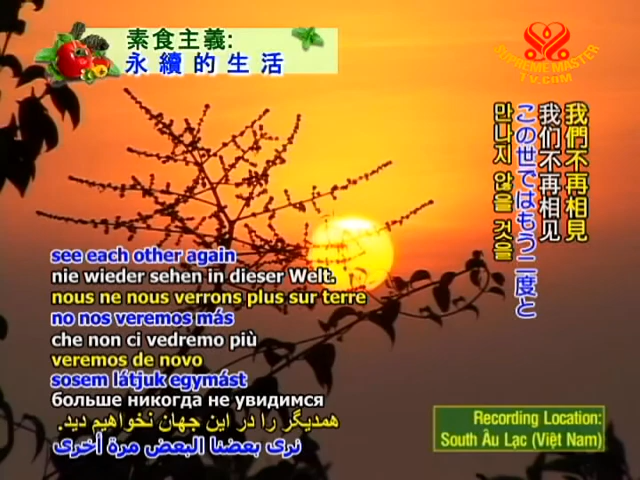 素食主義:
永續的生活
SUPREME MASTER
TV.COM
我們不再相見
我们不再相见
この世ではもう二度と
만나지 않을 것을
see each other again
nie wieder sehen in dieser Welt.
nous ne nous verrons plus sur terre
no nos veremos más
che non ci vedremo più
veremos de novo
sosem látjuk egymást
больше никогда не увидимся
همدیگر را در این جهان نخواهیم دید.
نرى بعضنا البعض مرة أخرى
Recording Location:
South Âu Lạc (Việt Nam)